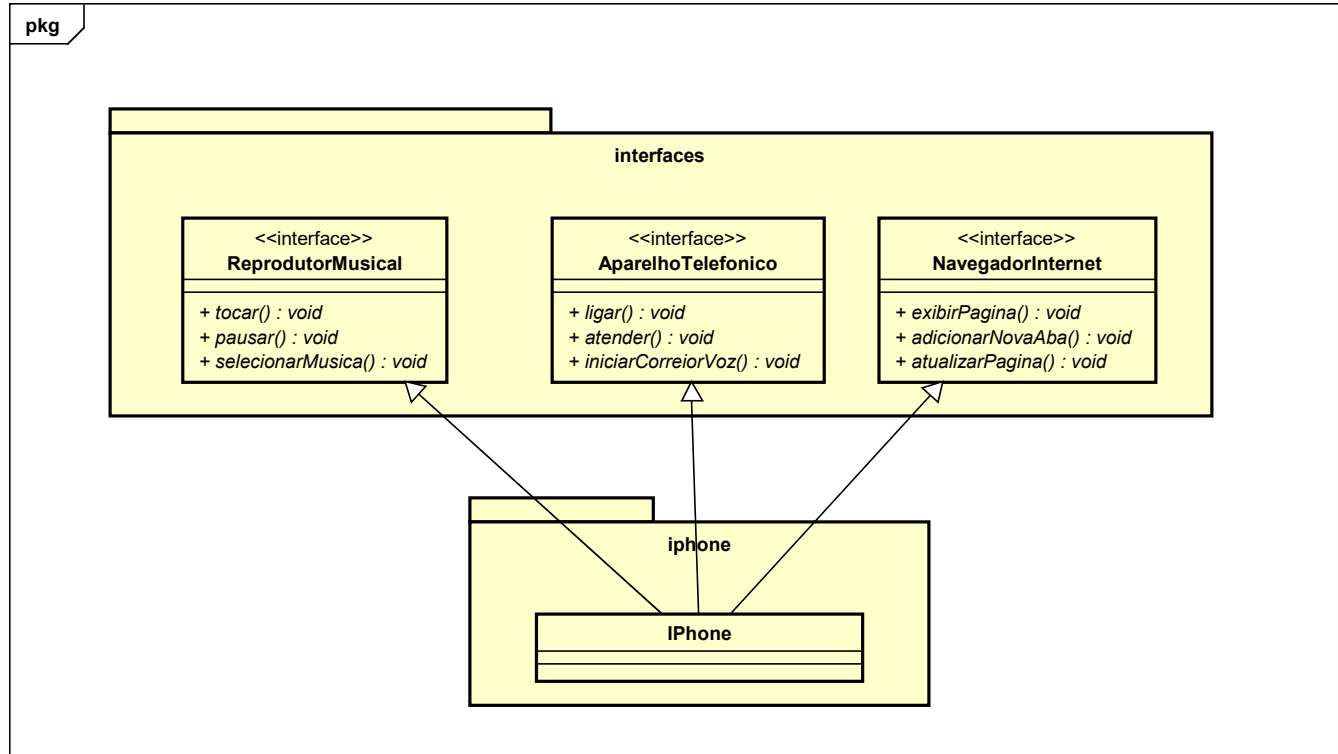 pkg
interfaces
<<interface>>
ReprodutorMusical
+ tocar() : void
+ pausar() : void
+ selecionarMusica() : void
<<interface>>
AparelhoTelefonico
+ ligar() : void
+ atender() : void
+ iniciarCorreiorVoz() : void
<<interface>>
NavegadorInternet
+ exibirPagina() : void
+ adicionarNovaAba() : void
+ atualizarPagina() : void
iphone
IPhone